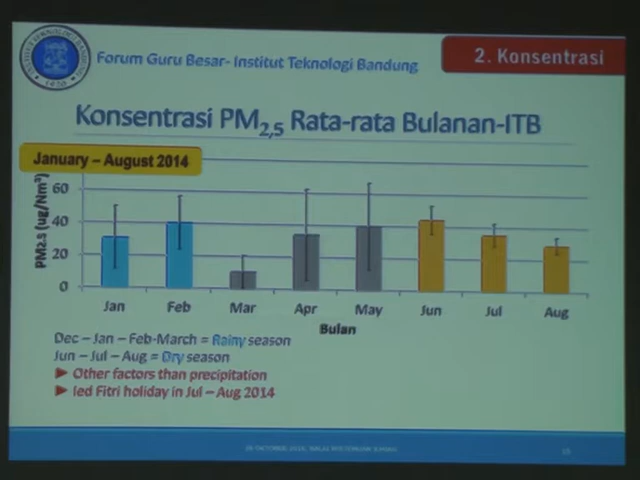 INSTITUT TEKNOLOGI BANDUNG
Forum Guru Besar- Institut Teknologi Bandung
2. Konsentrasi
Konsentrasi PM2,5 Rata-rata Bulanan-ITB
January – August 2014
PM2.5 (ug/Nm³)
60
40
20
0
Jan Feb Mar Apr May Jun Jul Aug
Bulan
Dec – Jan – Feb-March = Rainy season
Jun – Jul – Aug = Dry season
► Other factors than precipitation
► Ied Fitri holiday in Jul – Aug 2014